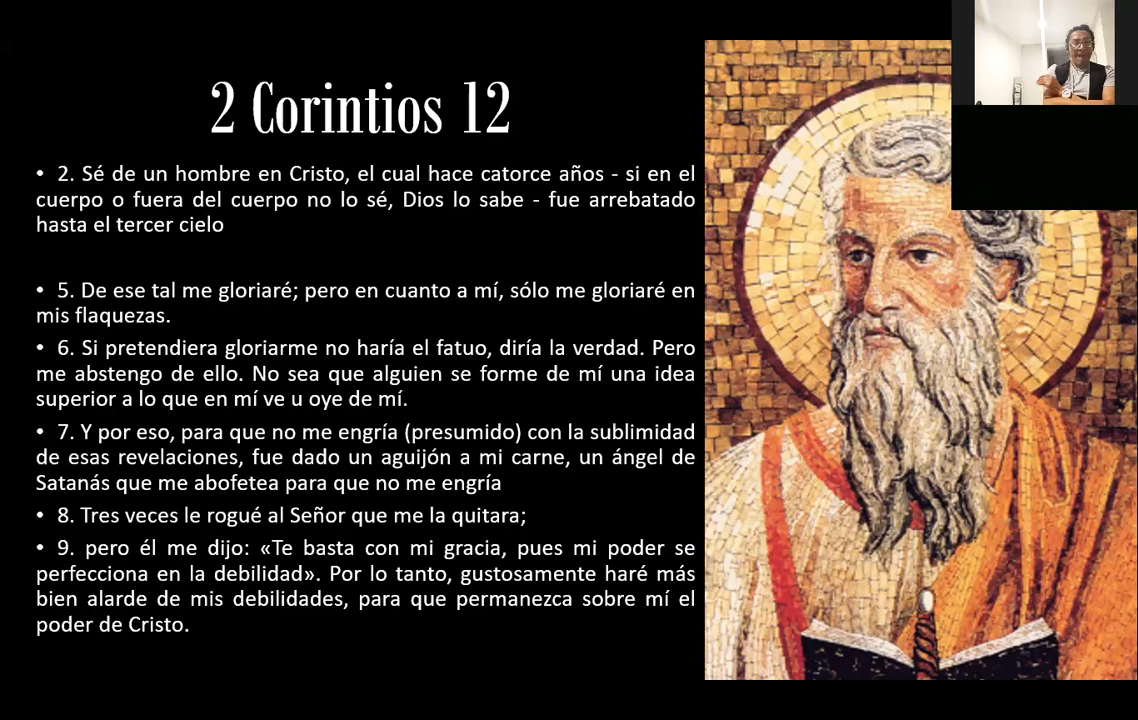 2 Corintios 12
• 2. Sé de un hombre en Cristo, el cual hace catorce años - si en el
cuerpo o fuera del cuerpo no lo sé, Dios lo sabe - fue arrebatado
hasta el tercer cielo
• 5. De ese tal me gloriaré; pero en cuanto a mí, sólo me gloriaré en
mis flaquezas.
• 6. Si pretendiera gloriarme no haría el fatuo, diría la verdad. Pero
me abstengo de ello. No sea que alguien se forme de mí una idea
superior a lo que en mí ve u oye de mí.
• 7. Y por eso, para que no me engría (presumido) con la sublimidad
de esas revelaciones, fue dado un aguijón a mi carne, un ángel de
Satanás que me abofetea para que no me engría
• 8. Tres veces le rogué al Señor que me la quitara;
• 9. pero él me dijo: «Te basta con mi gracia, pues mi poder se
perfecciona en la debilidad». Por lo tanto, gustosamente haré más
bien alarde de mis debilidades, para que permanezca sobre mí el
poder de Cristo.